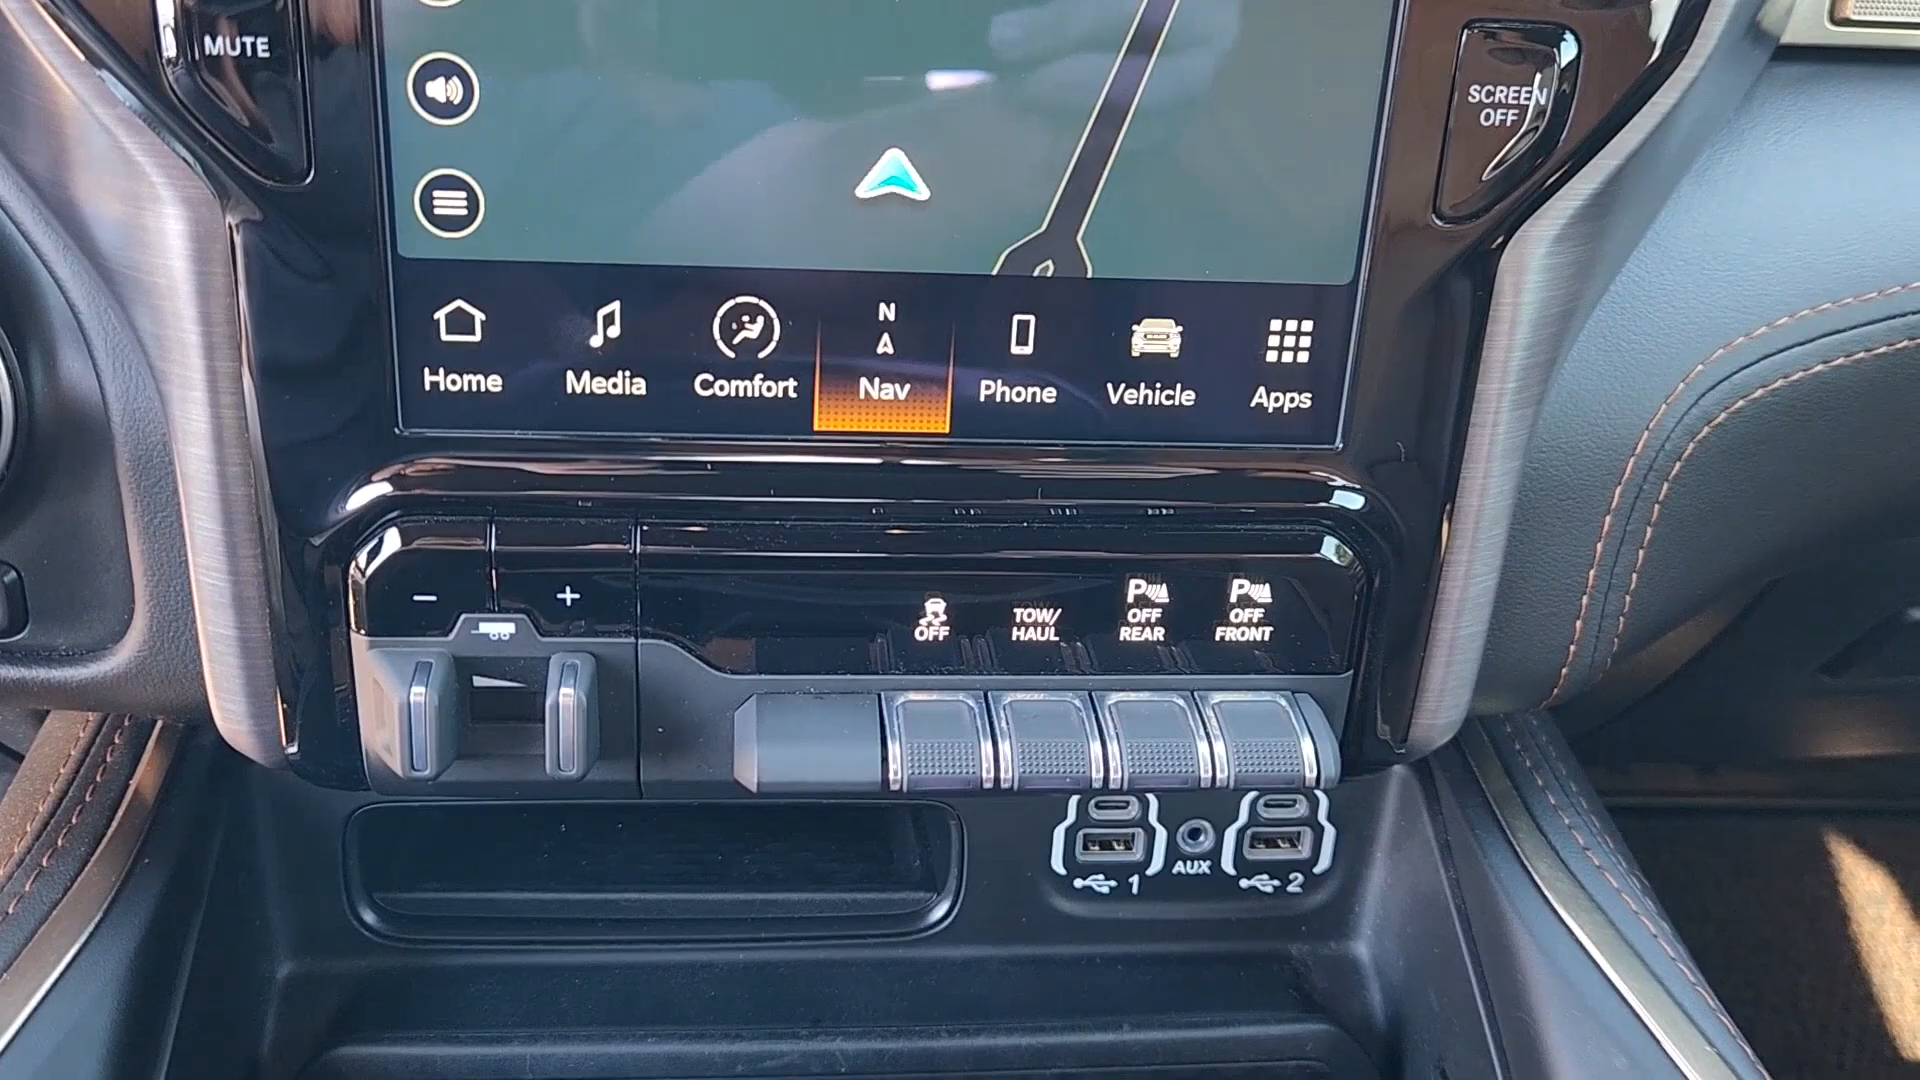 MUTE
SCREEN
OFF
N
Home
Media
Comfort
Nav
Phone
Vehicle
Apps
− +
OFF
TOW/
HAUL
P
OFF
REAR
P
OFF
FRONT
1
AUX
2